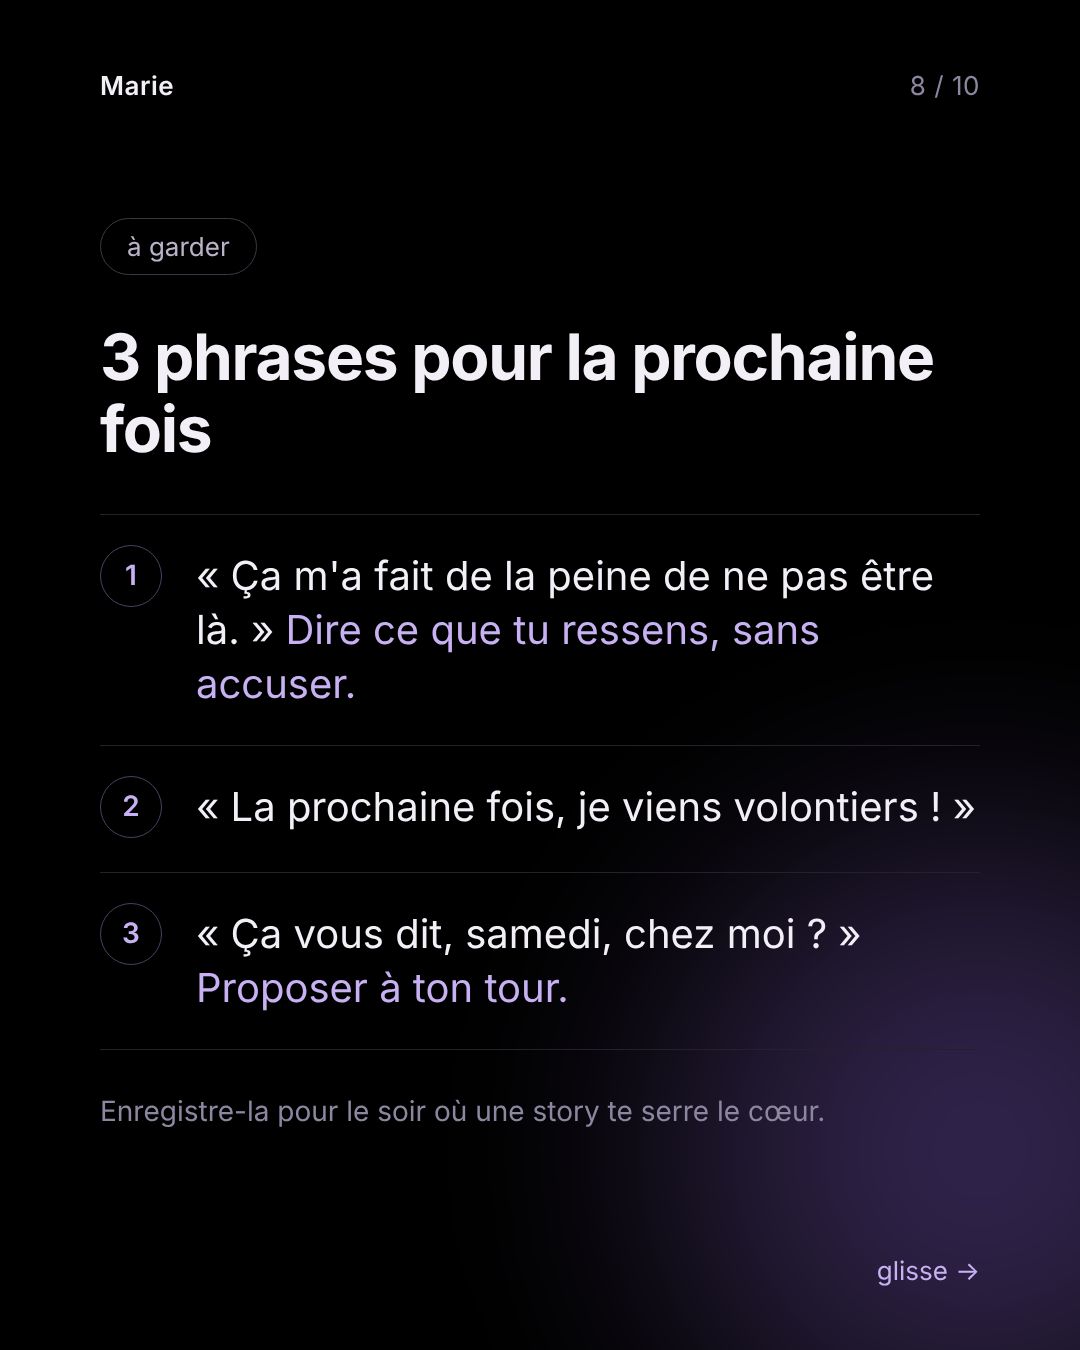 Marie
8 / 10
à garder
3 phrases pour la prochaine
fois
1
« Ça m'a fait de la peine de ne pas être
là. » Dire ce que tu ressens, sans
accuser.
2
« La prochaine fois, je viens volontiers ! »
3
« Ça vous dit, samedi, chez moi ? »
Proposer à ton tour.
Enregistre-la pour le soir où une story te serre le cœur.
glisse →